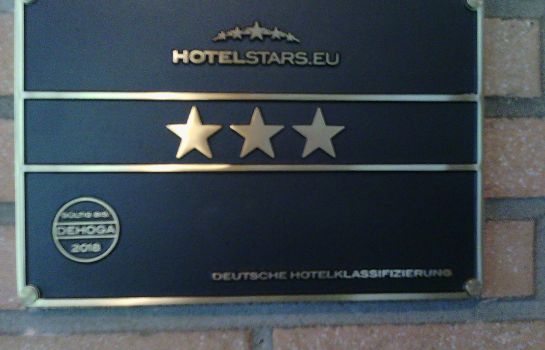 HOTELSTARS.EU
GÜLTIG BIS
DEHOGA
2018
DEUTSCHE HOTELKLASSIFIZIERUNG